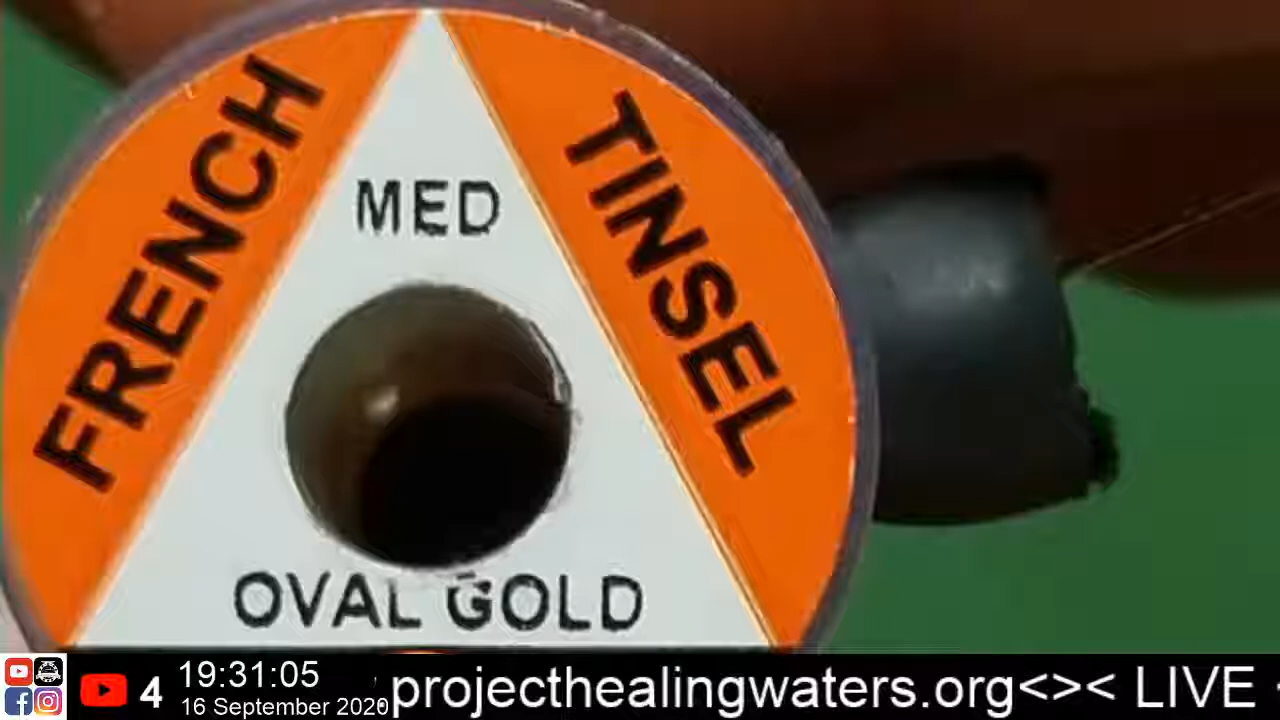 FRENCH
TINSEL
MED
OVAL GOLD
4
19:31:05
16 September 2020
projecthealingwaters.org<>< LIVE